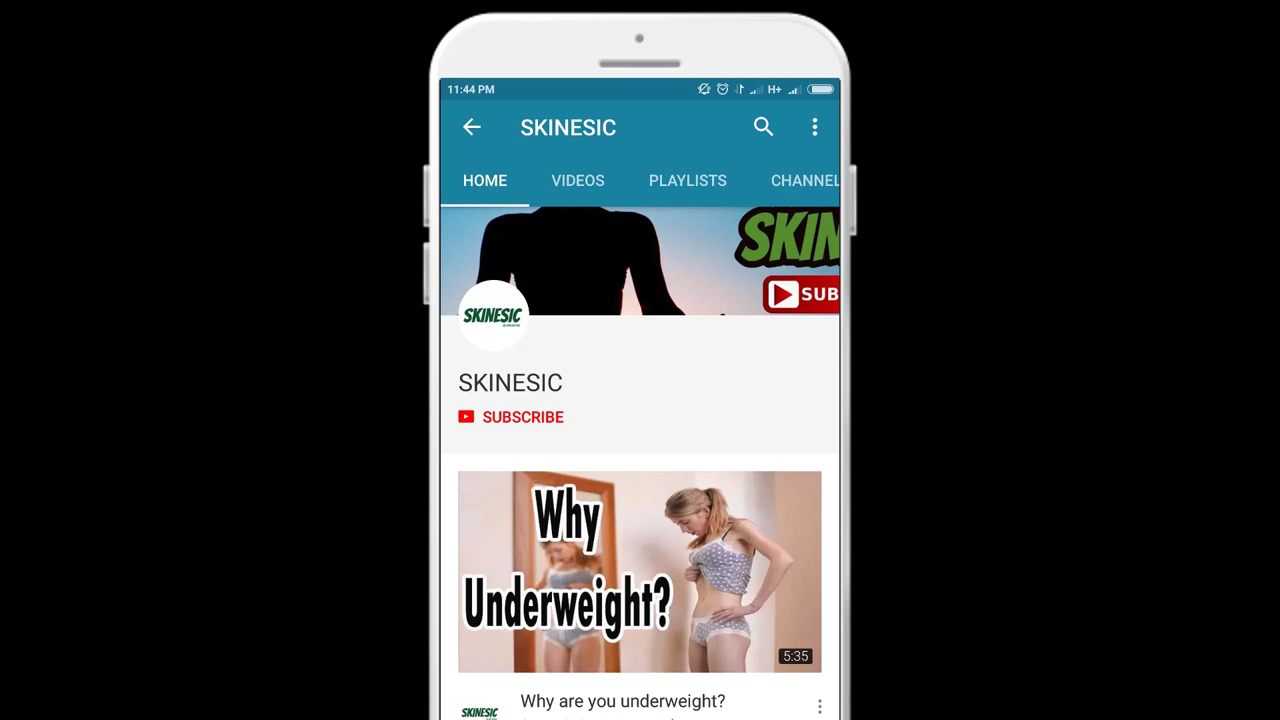 11:44 PM H+
SKINESIC
HOME VIDEOS PLAYLISTS CHANNEL
SKIN
SUB
SKINESIC
SKINESIC
SUBSCRIBE
Why
Underweight?
5:35
Why are you underweight?
SKINESIC